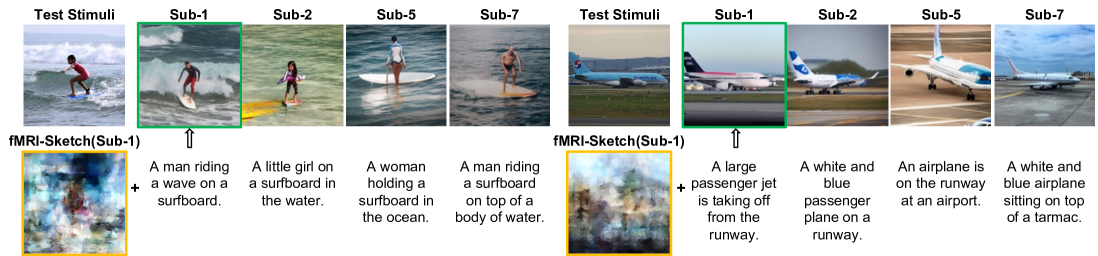 Test Stimuli Sub-1 Sub-2 Sub-5 Sub-7 Test Stimuli Sub-1 Sub-2 Sub-5 Sub-7
fMRI-Sketch(Sub-1)
+
A man riding
a wave on a
surfboard.
A little girl on
a surfboard in
the water.
A woman
holding a
surfboard in
the ocean.
A man riding
a surfboard
on top of a
body of water.
fMRI-Sketch(Sub-1)
+
A large
passenger jet
is taking off
from the
runway.
A white and
blue
passenger
plane on a
runway.
An airplane is
on the runway
at an airport.
A white and
blue airplane
sitting on top
of a tarmac.